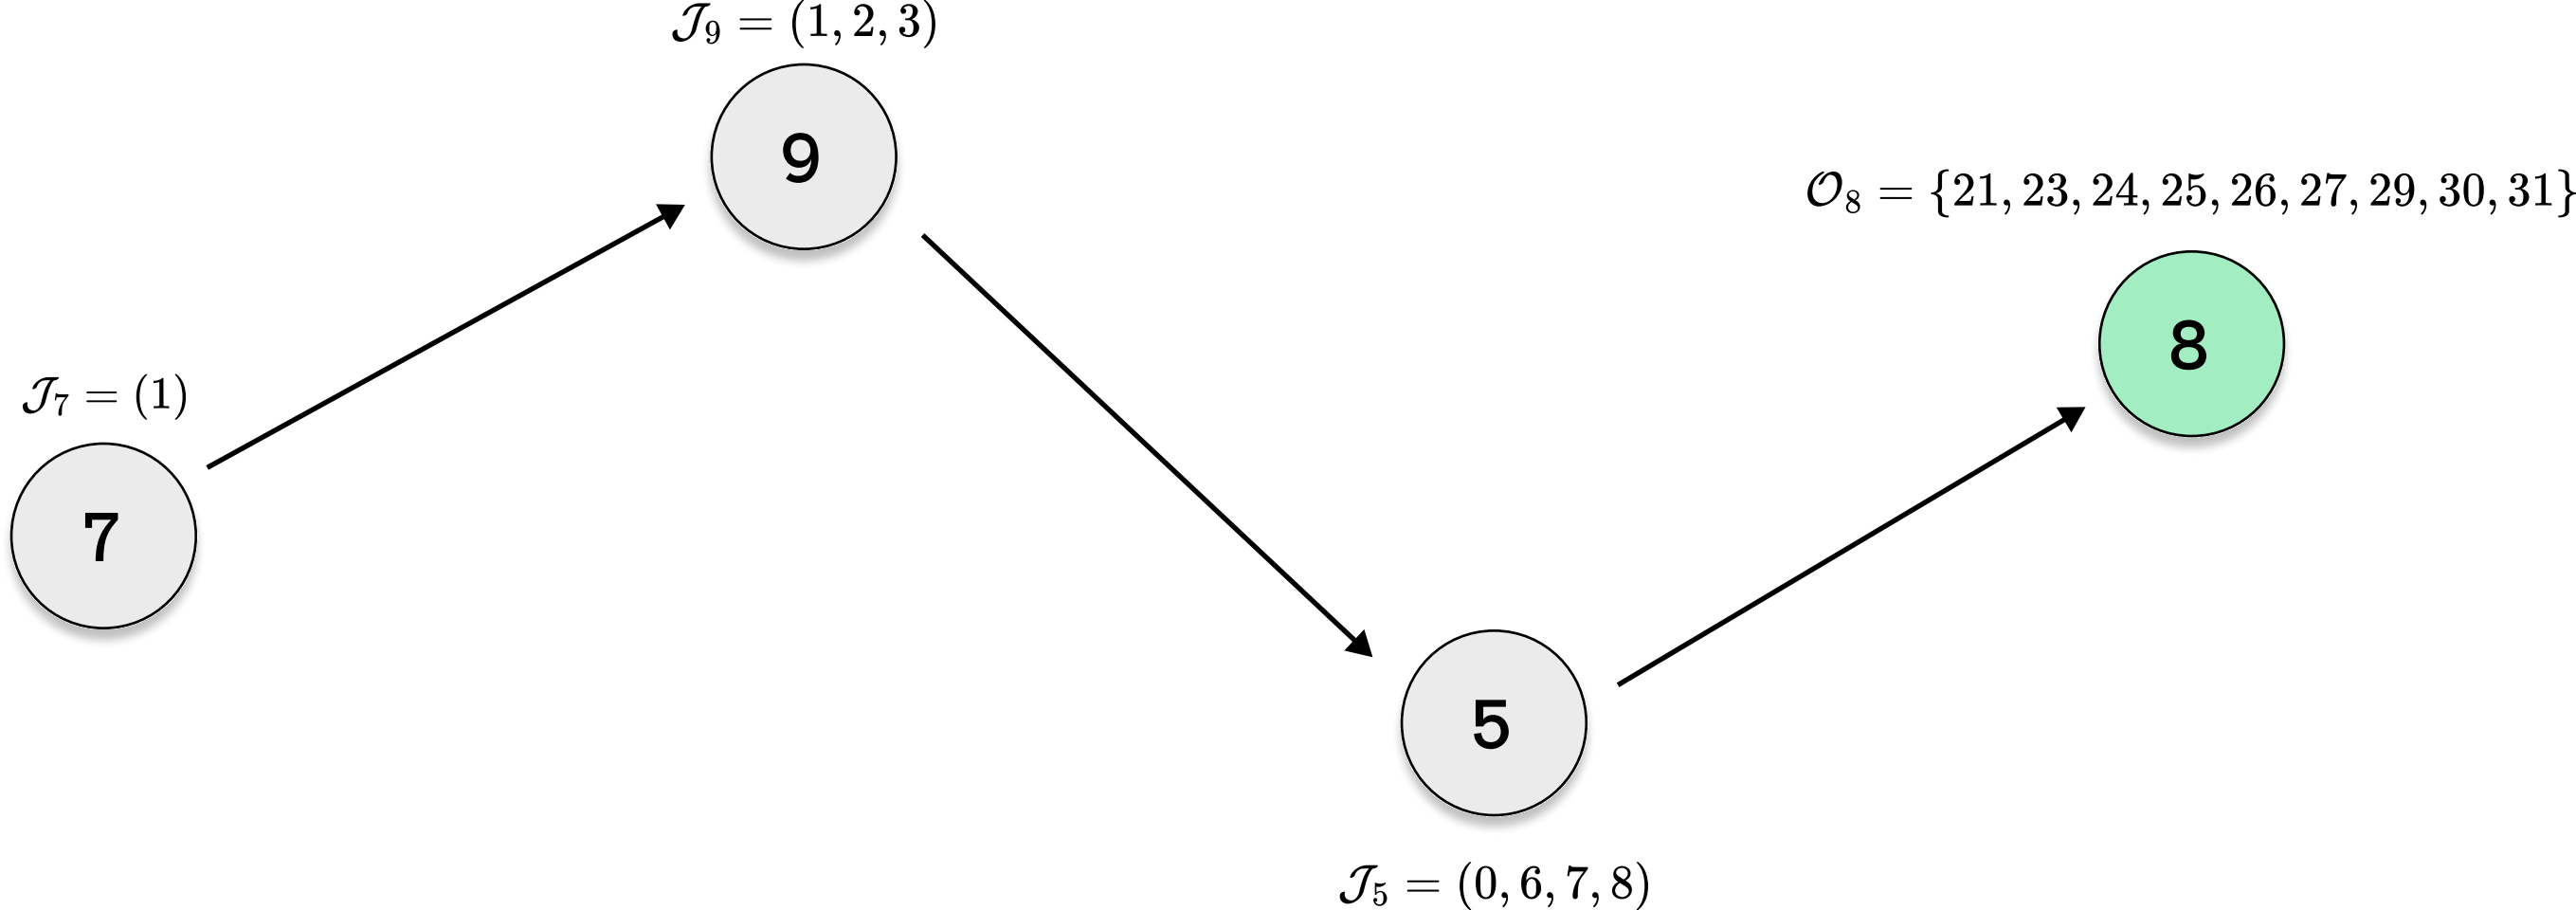 𝒥₉ = (1, 2, 3)
9
𝒪₈ = {21, 23, 24, 25, 26, 27, 29, 30, 31}
8
𝒥₇ = (1)
7
5
𝒥₅ = (0, 6, 7, 8)